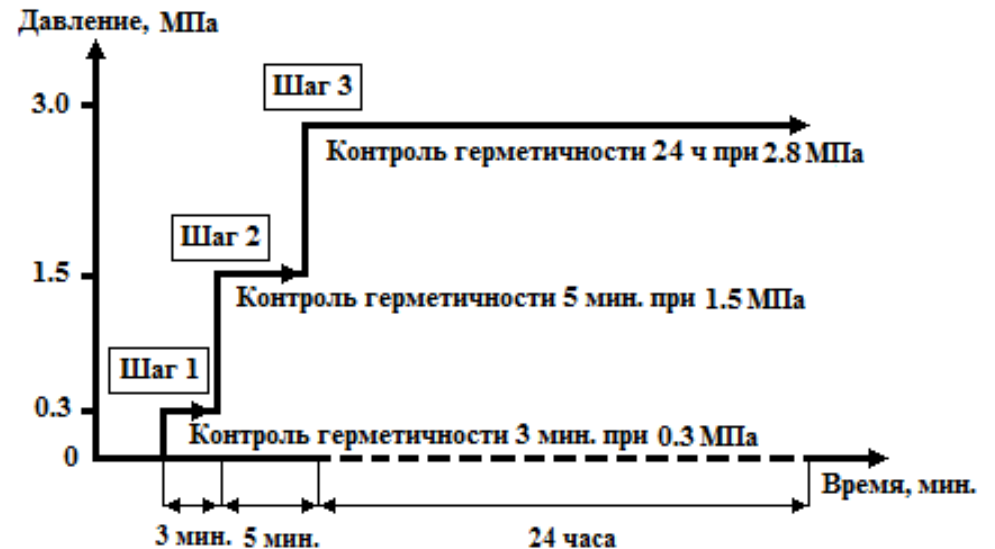 Давление, МПа
Шаг 3
3.0
Контроль герметичности 24 ч при 2.8 МПа
Шаг 2
1.5
Контроль герметичности 5 мин. при 1.5 МПа
Шаг 1
0.3
Контроль герметичности 3 мин. при 0.3 МПа
0
Время, мин.
3 мин. 5 мин. 24 часа